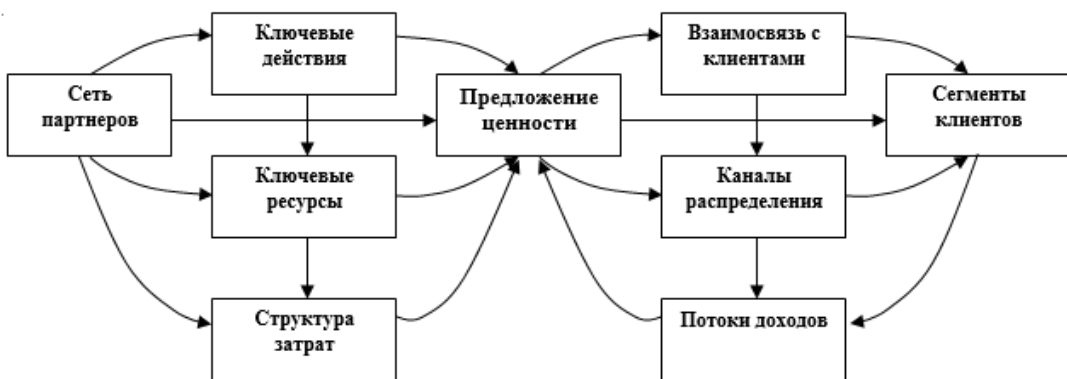 Ключевые
действия
Взаимосвязь с
клиентами
Сеть
партнеров
Предложение
ценности
Сегменты
клиентов
Ключевые
ресурсы
Каналы
распределения
Структура
затрат
Потоки доходов